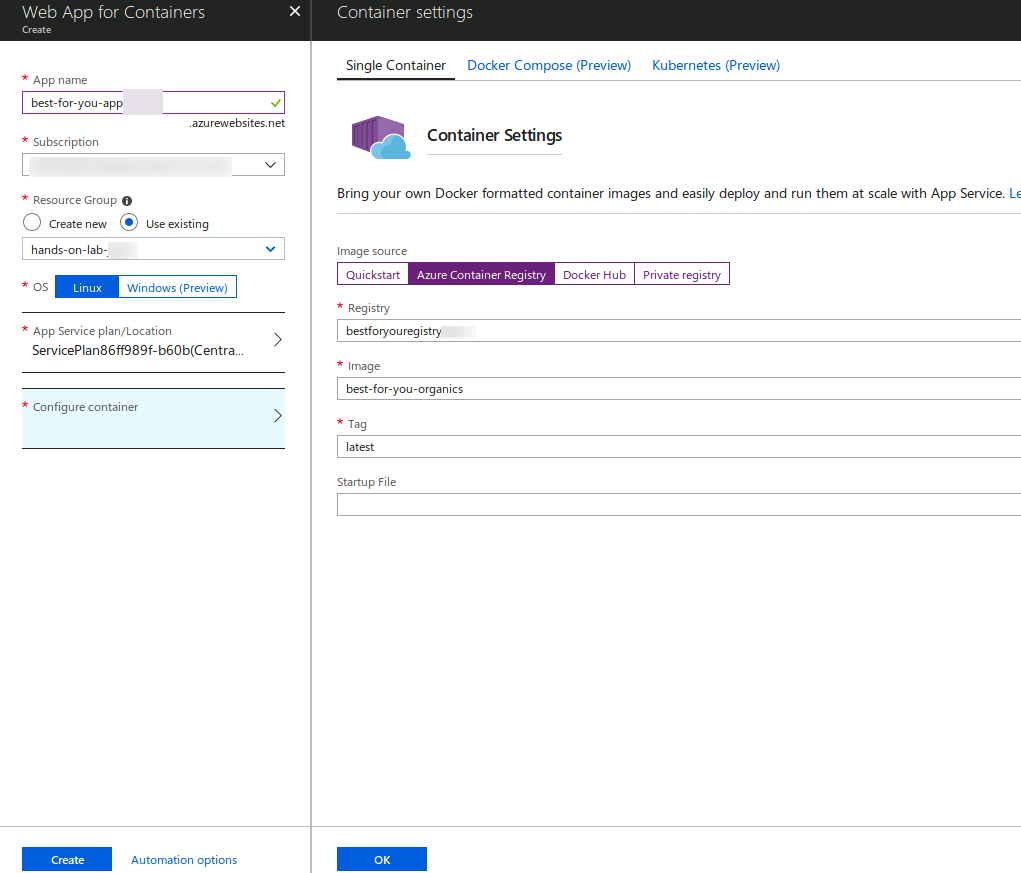 Web App for Containers
Create
* App name
best-for-you-app
.azurewebsites.net
* Subscription
* Resource Group
Create new Use existing
hands-on-lab-
* OS Linux Windows (Preview)
* App Service plan/Location
ServicePlan86ff989f-b60b(Centra...
* Configure container
Create Automation options
Container settings
Single Container Docker Compose (Preview) Kubernetes (Preview)
Container Settings
Bring your own Docker formatted container images and easily deploy and run them at scale with App Service. Le
Image source
Quickstart Azure Container Registry Docker Hub Private registry
* Registry
bestforyouregistry
* Image
best-for-you-organics
* Tag
latest
Startup File
OK